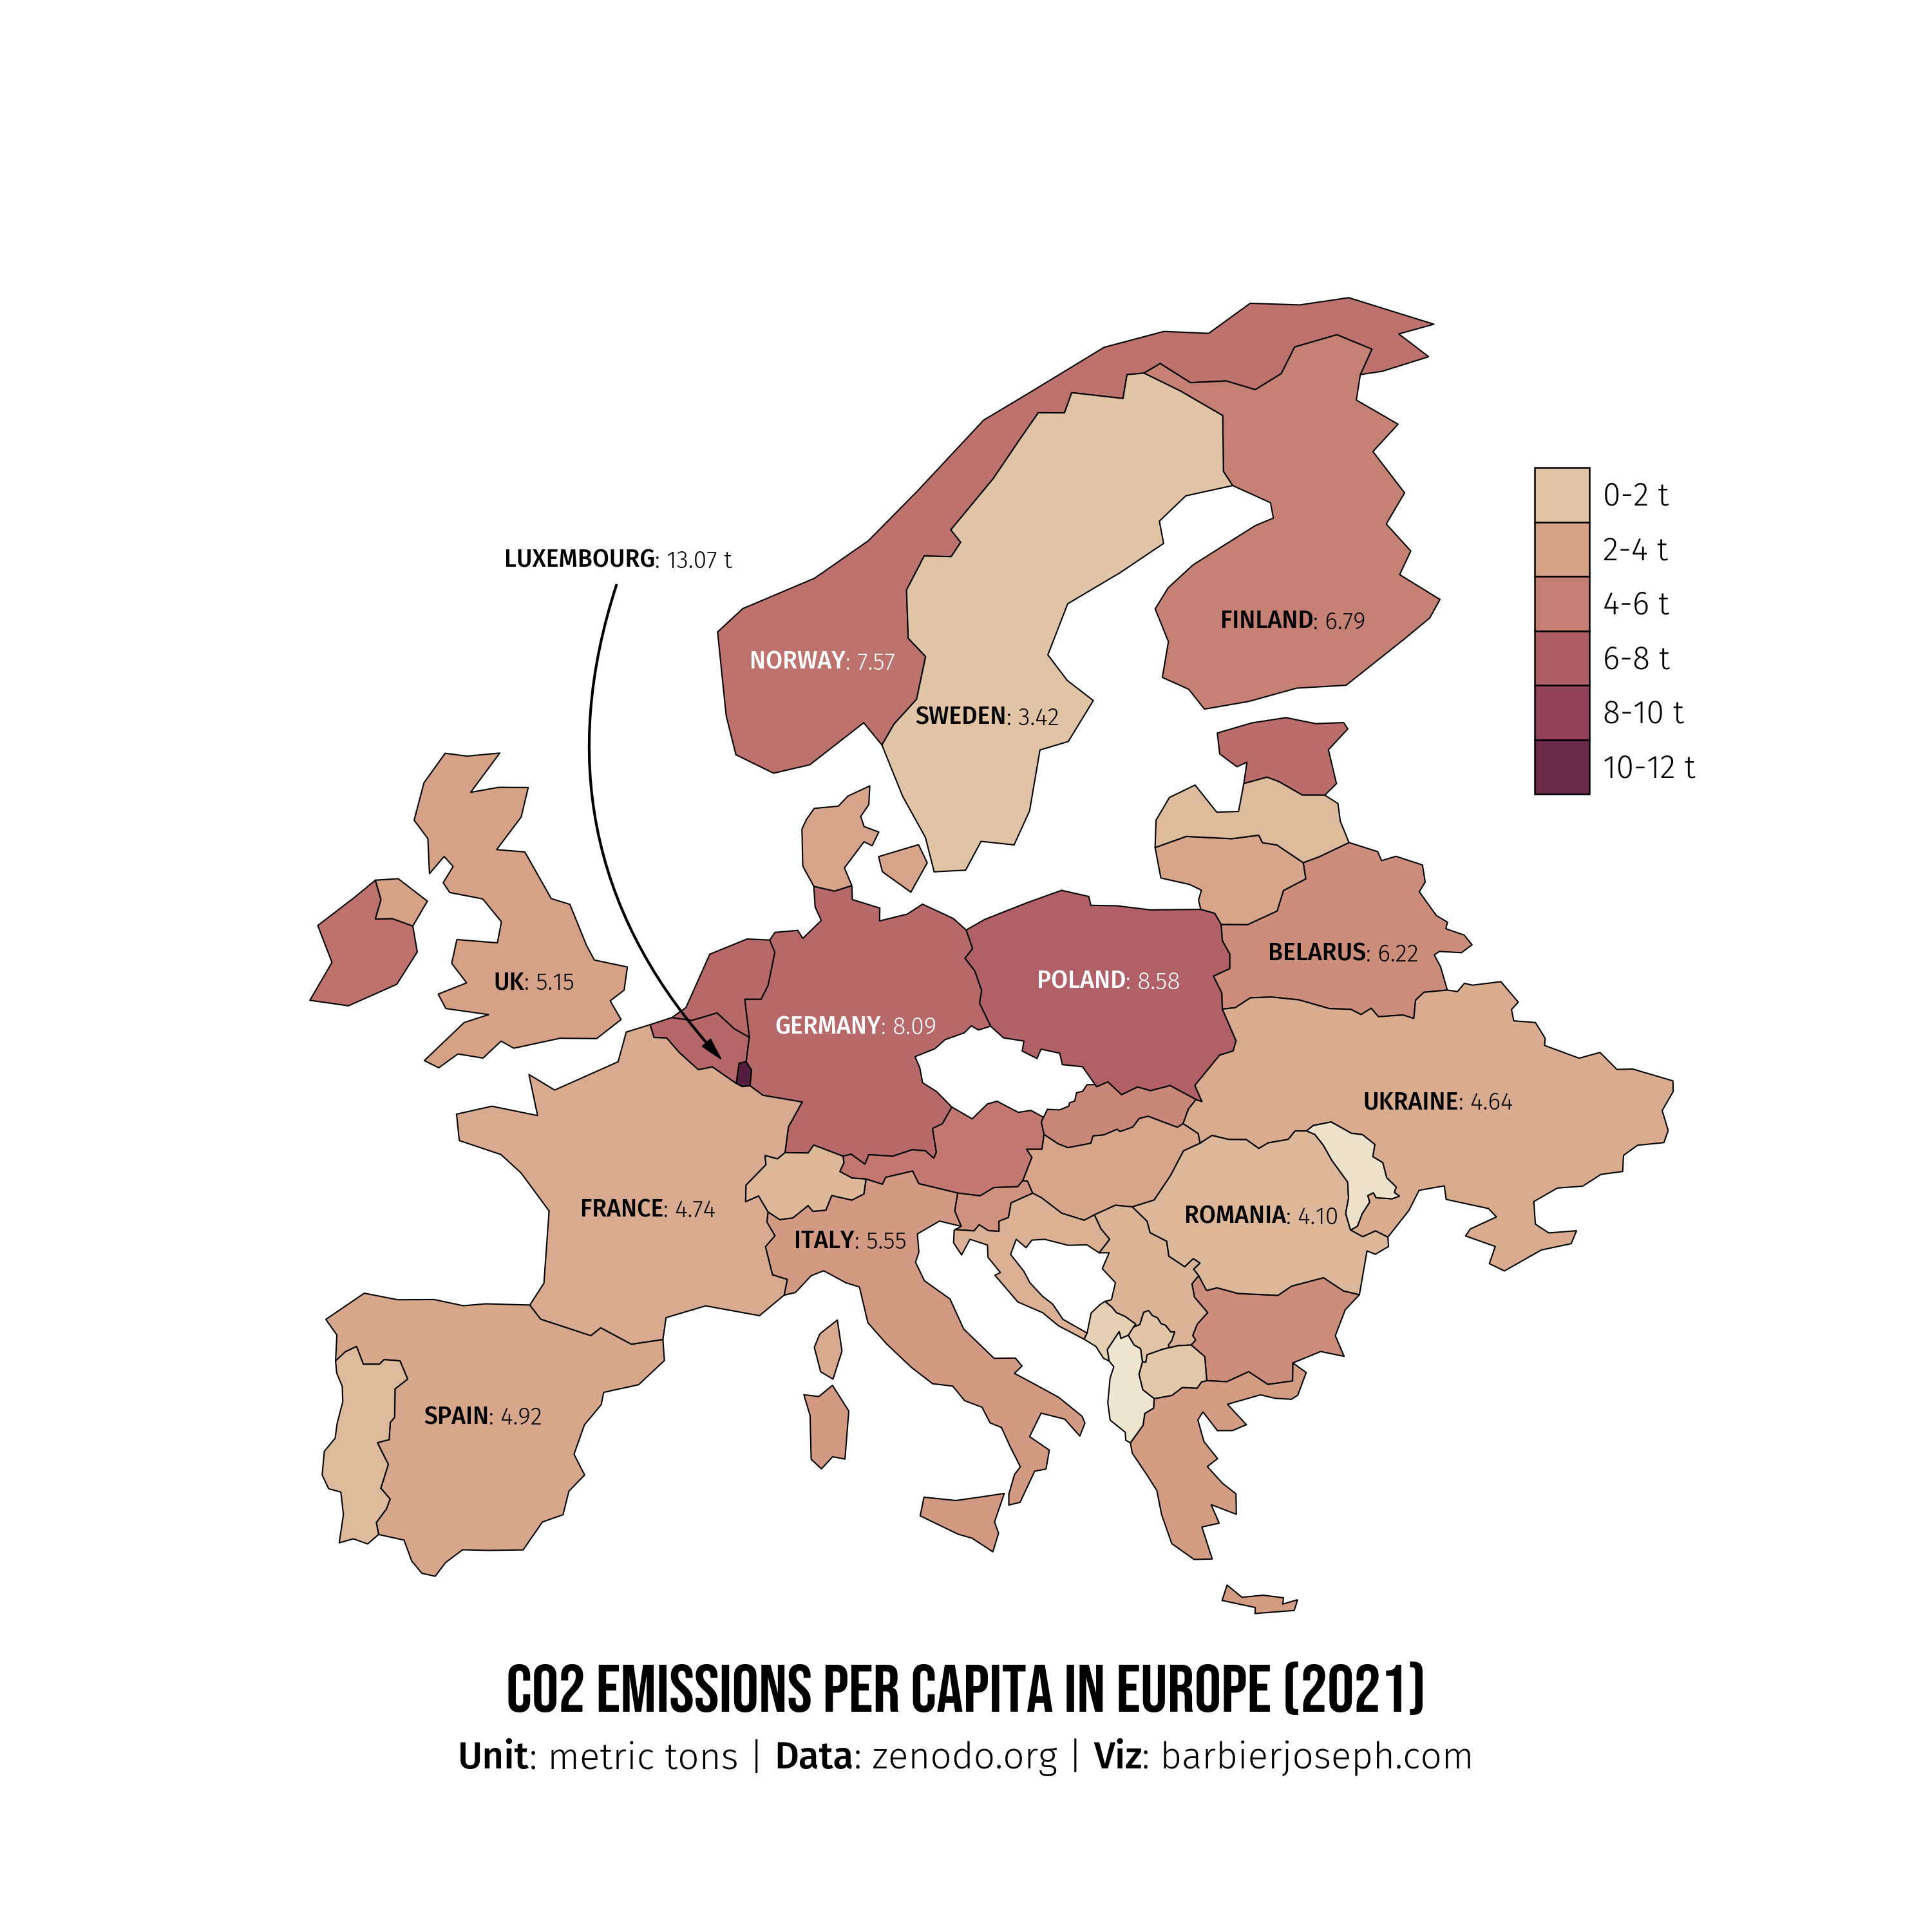 LUXEMBOURG: 13.07 t
NORWAY: 7.57
SWEDEN: 3.42
FINLAND: 6.79
0-2 t
2-4 t
4-6 t
6-8 t
8-10 t
10-12 t
UK: 5.15
BELARUS: 6.22
POLAND: 8.58
GERMANY: 8.09
UKRAINE: 4.64
FRANCE: 4.74
ROMANIA: 4.10
ITALY: 5.55
SPAIN: 4.92
CO2 EMISSIONS PER CAPITA IN EUROPE (2021)
Unit: metric tons | Data: zenodo.org | Viz: barbierjoseph.com